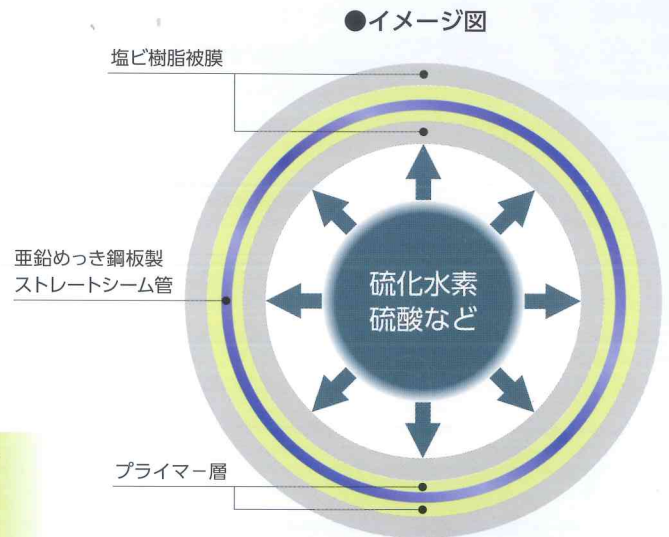 ●イメージ図
塩ビ樹脂被膜
亜鉛めっき鋼板製
ストレートシーム管
硫化水素
硫酸など
プライマー層